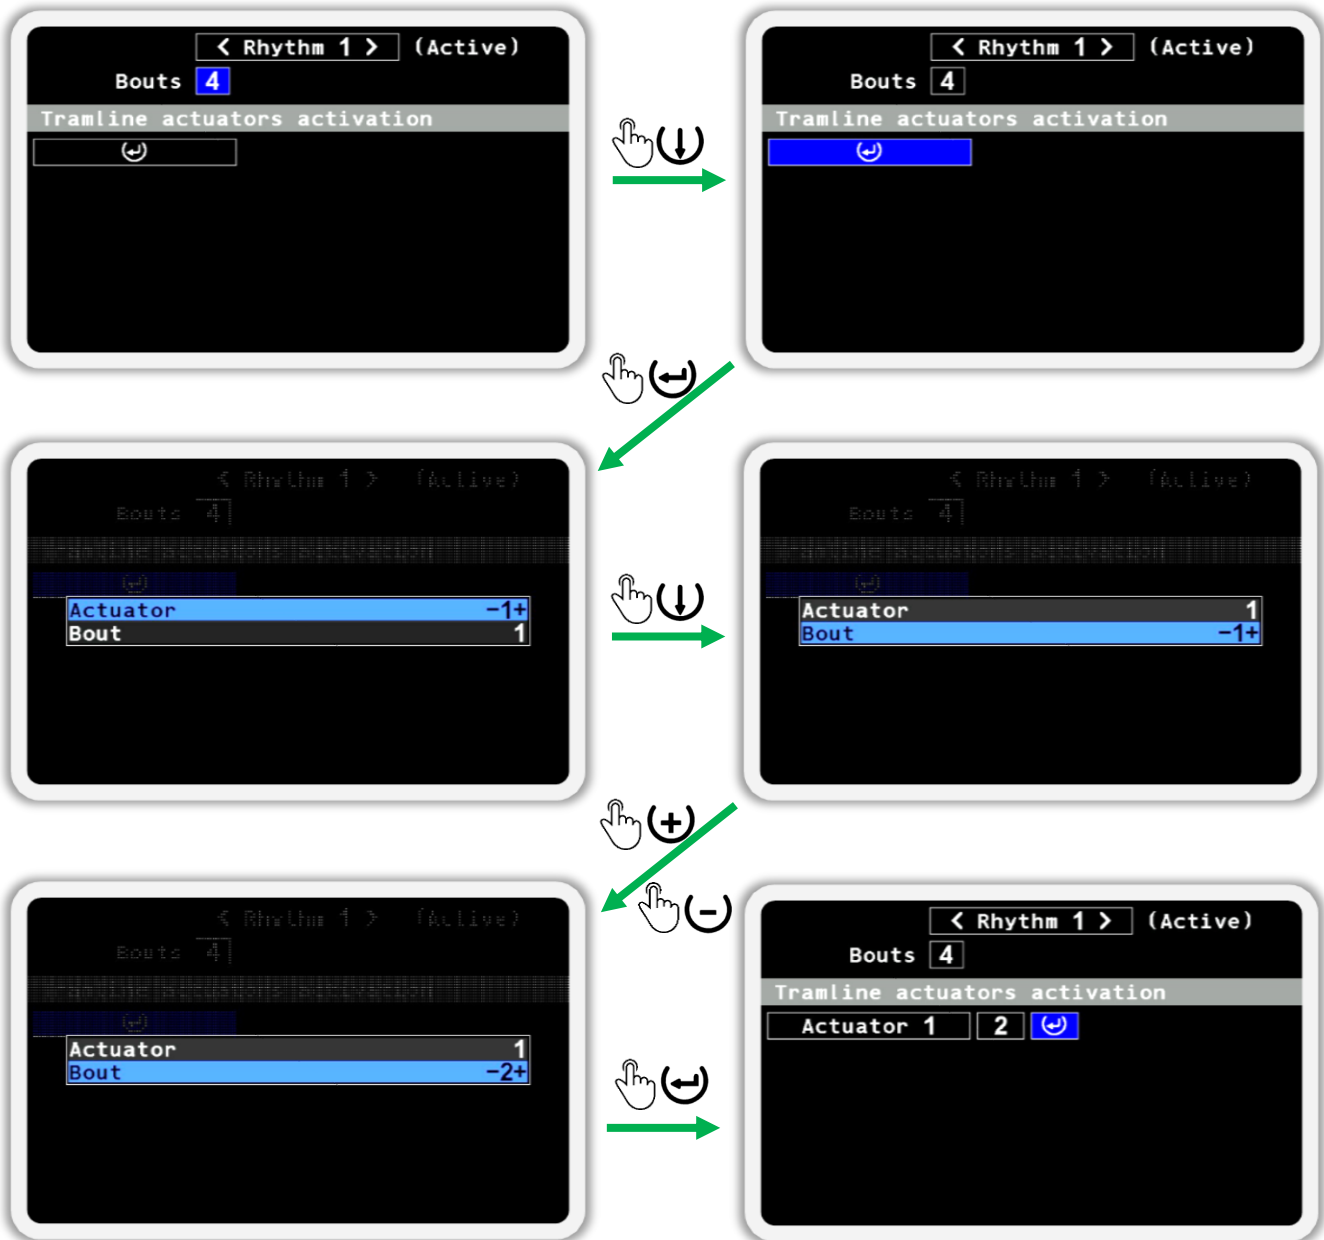 < Rhythm 1 > (Active)
Bouts 4
Tramline actuators activation
< Rhythm 1 > (Active)
Bouts 4
Tramline actuators activation
< Rhythm 1 > (Active)
Bouts 4
Tramline actuators activation
Actuator -1+
Bout 1
< Rhythm 1 > (Active)
Bouts 4
Tramline actuators activation
Actuator 1
Bout -1+
< Rhythm 1 > (Active)
Bouts 4
Tramline actuators activation
Actuator 1
Bout -2+
< Rhythm 1 > (Active)
Bouts 4
Tramline actuators activation
Actuator 1 2